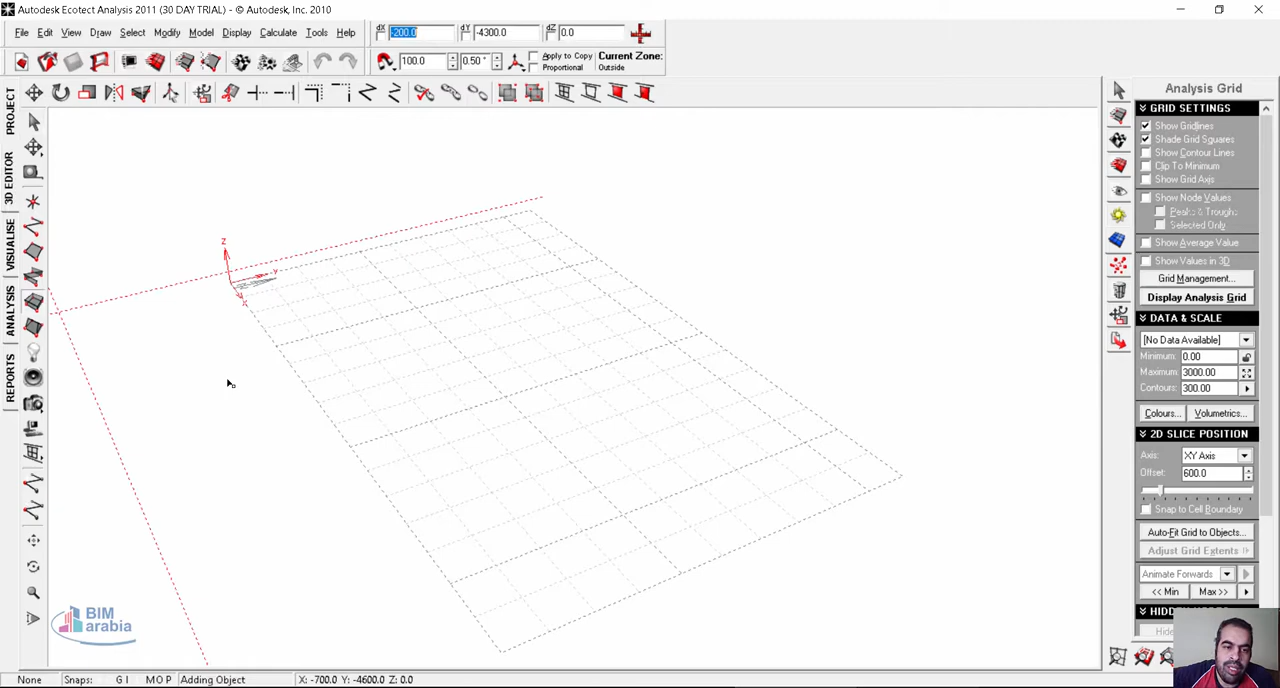 Autodesk Ecotect Analysis 2011 (30 DAY TRIAL) - © Autodesk, Inc. 2010
File Edit View Draw Select Modify Model Display Calculate Tools Help
dX -200.0 dY -4300.0 dZ 0.0
100.0 0.50 ° Apply to Copy Proportional Current Zone: Outside
PROJECT
3D EDITOR
VISUALISE
ANALYSIS
REPORTS
Z
Y
X
BIM
arabia
Analysis Grid
GRID SETTINGS
Show Gridlines
Shade Grid Squares
Show Contour Lines
Clip To Minimum
Show Grid Axis
Show Node Values
Peaks & Troughs
Selected Only
Show Average Value
Show Values in 3D
Grid Management...
Display Analysis Grid
DATA & SCALE
[No Data Available]
Minimum: 0.00
Maximum: 3000.00
Contours: 300.00
Colours... Volumetrics...
2D SLICE POSITION
Axis: XY Axis
Offset: 600.0
Snap to Cell Boundary
Auto-Fit Grid to Objects...
Adjust Grid Extents
Animate Forwards
<< Min Max >>
None Snaps: G I M O P Adding Object X: -700.0 Y: -4600.0 Z: 0.0